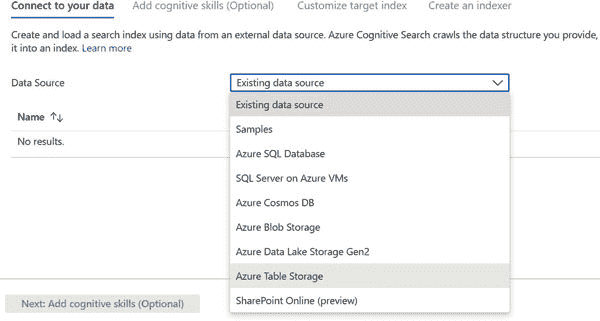 Connect to your data Add cognitive skills (Optional) Customize target index Create an indexer
Create and load a search index using data from an external data source. Azure Cognitive Search crawls the data structure you provide,
it into an index. Learn more
Data Source Existing data source
Existing data source
Name ↑↓
Samples
No results.
Azure SQL Database
SQL Server on Azure VMs
Azure Cosmos DB
Azure Blob Storage
Azure Data Lake Storage Gen2
Azure Table Storage
SharePoint Online (preview)
Next: Add cognitive skills (Optional)